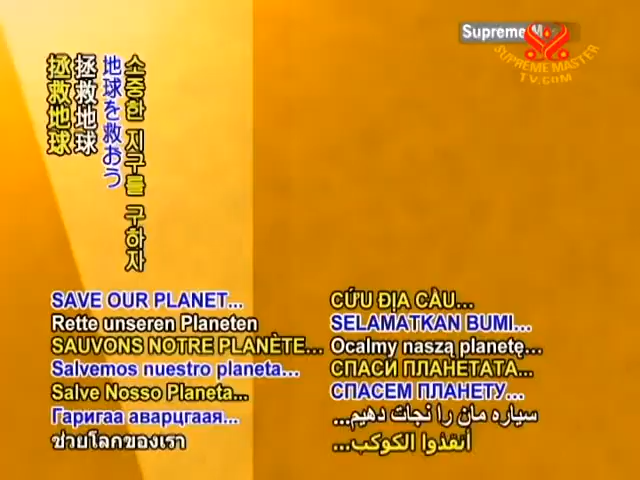 Supreme
SUPREME MASTER
TV.COM
拯救地球
拯救地球
地球を救おう
소중한 지구를 구하자
SAVE OUR PLANET...
Rette unseren Planeten
SAUVONS NOTRE PLANÈTE...
Salvemos nuestro planeta...
Salve Nosso Planeta...
Гаригаа аварцгаая...
ช่วยโลกของเรา
CỨU ĐỊA CẦU...
SELAMATKAN BUMI...
Ocalmy naszą planetę...
СПАСИ ПЛАНЕТАТА...
СПАСЕМ ПЛАНЕТУ...
سیاره مان را نجات دهیم...
أنقذوا الكوكب...